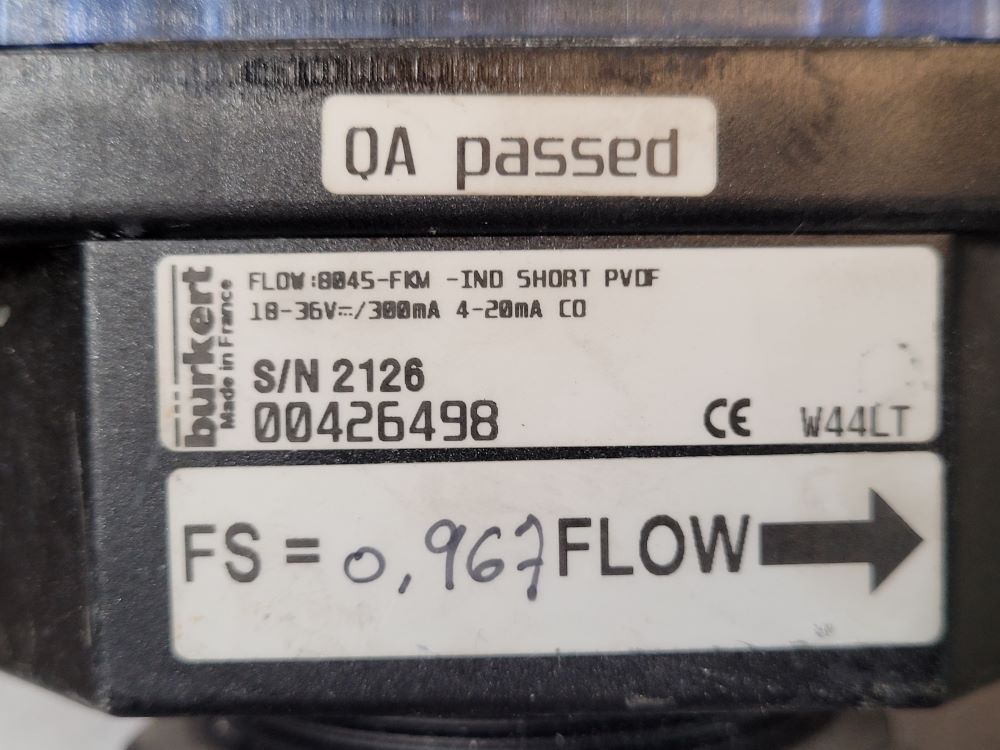 QA passed
burkert
Made in France
FLOW:8045-FKM -IND SHORT PVDF
18-36V⎓/300mA 4-20mA CO
S/N 2126
00426498
CE W44LT
FS = 0,967 FLOW